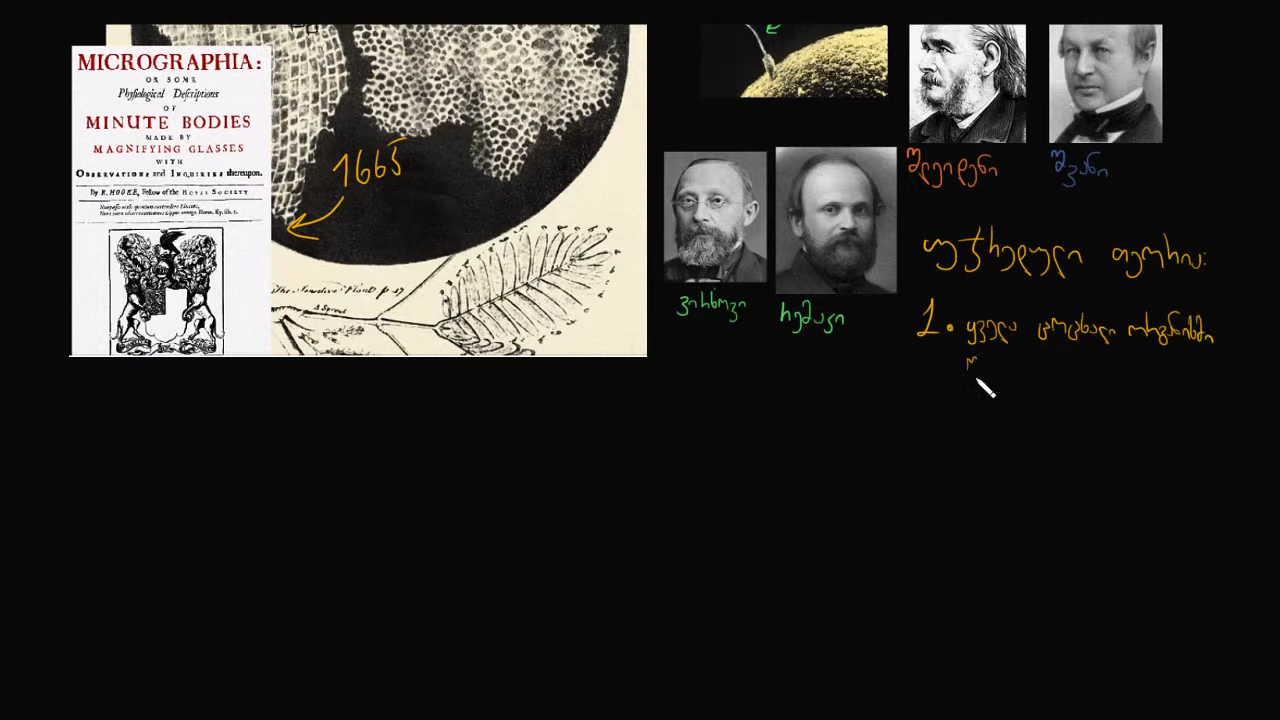 MICROGRAPHIA:
OR SOME
Physiological Descriptions
OF
MINUTE BODIES
MADE BY
MAGNIFYING GLASSES
WITH
OBSERVATIONS and INQUIRIES thereupon.
By R. HOOKE, Fellow of the ROYAL SOCIETY
1665
შლეიდენი
შვანი
ვირხოვი
რემაკი
უჯრედული თეორია:
1. ყველა ცოცხალი ორგანიზმი